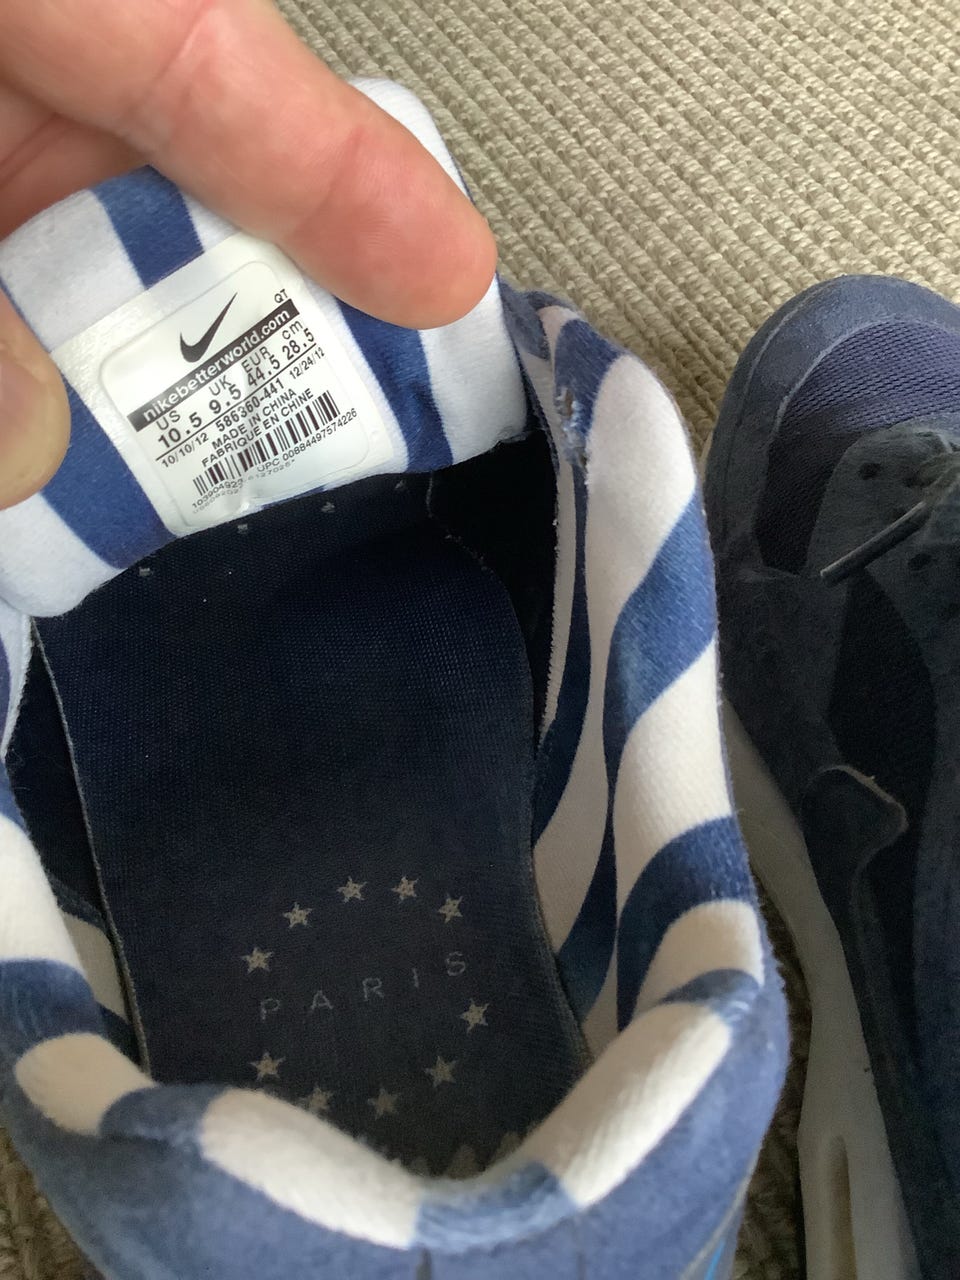 QT
nikebetterworld.com
US UK EUR cm
10.5 9.5 44.5 28.5
10/10/12 586360-441 12/24/12
MADE IN CHINA
FABRIQUE EN CHINE
UPC 00884497574226
PARIS